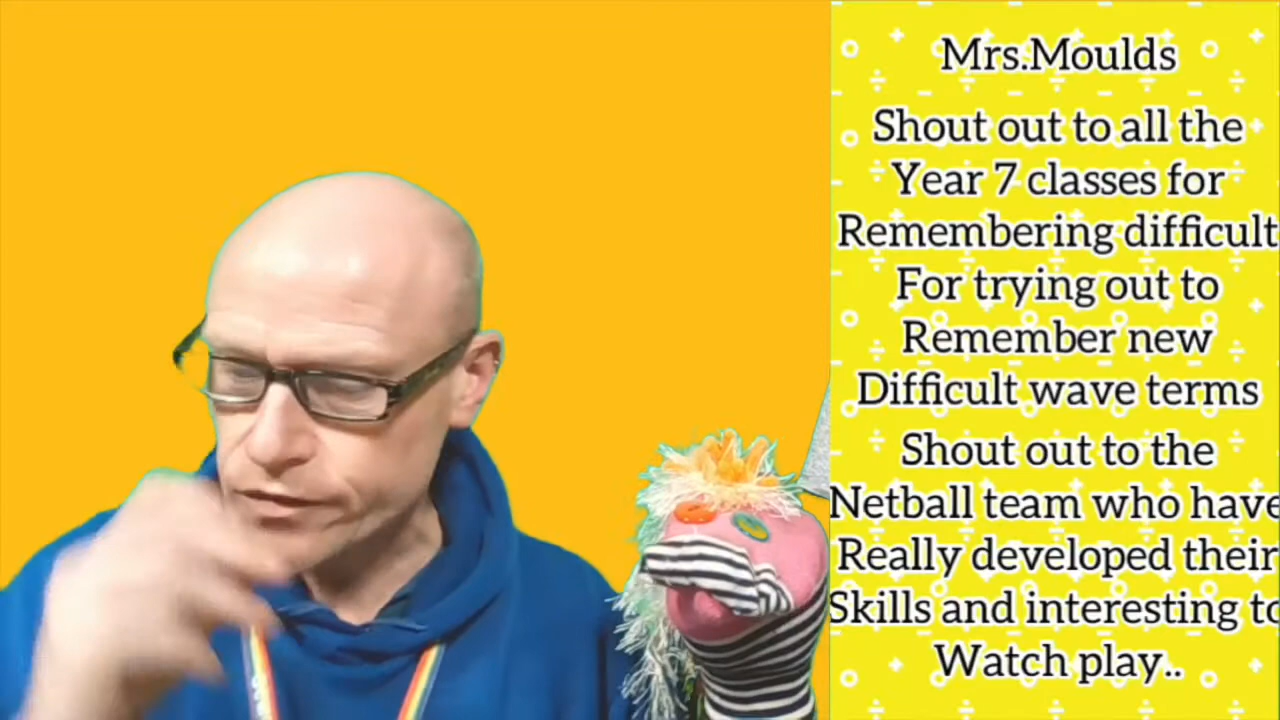 Mrs.Moulds
Shout out to all the
Year 7 classes for
Remembering difficult
For trying out to
Remember new
Difficult wave terms
Shout out to the
Netball team who have
Really developed their
Skills and interesting to
Watch play..